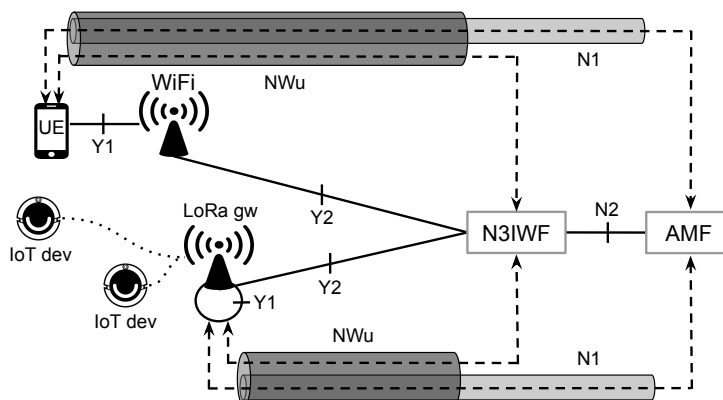 N1
NWu
WiFi
UE
Y1
Y2
N2
LoRa gw
N3IWF
AMF
IoT dev
Y2
Y1
IoT dev
NWu
N1